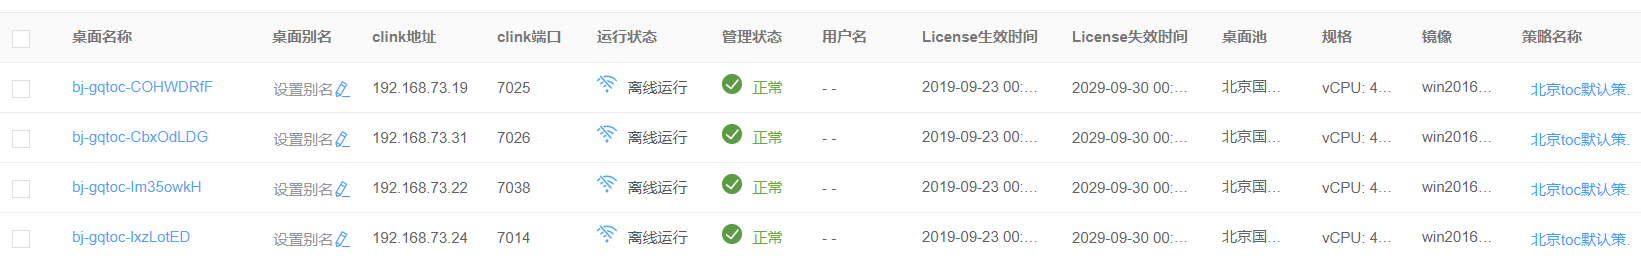 桌面名称 桌面别名 clink地址 clink端口 运行状态 管理状态 用户名 License生效时间 License失效时间 桌面池 规格 镜像 策略名称
bj-gqtoc-COHWDRfF 设置别名 192.168.73.19 7025 离线运行 正常 - - 2019-09-23 00:... 2029-09-30 00:... 北京国... vCPU: 4... win2016... 北京toc默认策.
bj-gqtoc-CbxOdLDG 设置别名 192.168.73.31 7026 离线运行 正常 - - 2019-09-23 00:... 2029-09-30 00:... 北京国... vCPU: 4... win2016... 北京toc默认策.
bj-gqtoc-Im35owkH 设置别名 192.168.73.22 7038 离线运行 正常 - - 2019-09-23 00:... 2029-09-30 00:... 北京国... vCPU: 4... win2016... 北京toc默认策.
bj-gqtoc-IxzLotED 设置别名 192.168.73.24 7014 离线运行 正常 - - 2019-09-23 00:... 2029-09-30 00:... 北京国... vCPU: 4... win2016... 北京toc默认策.